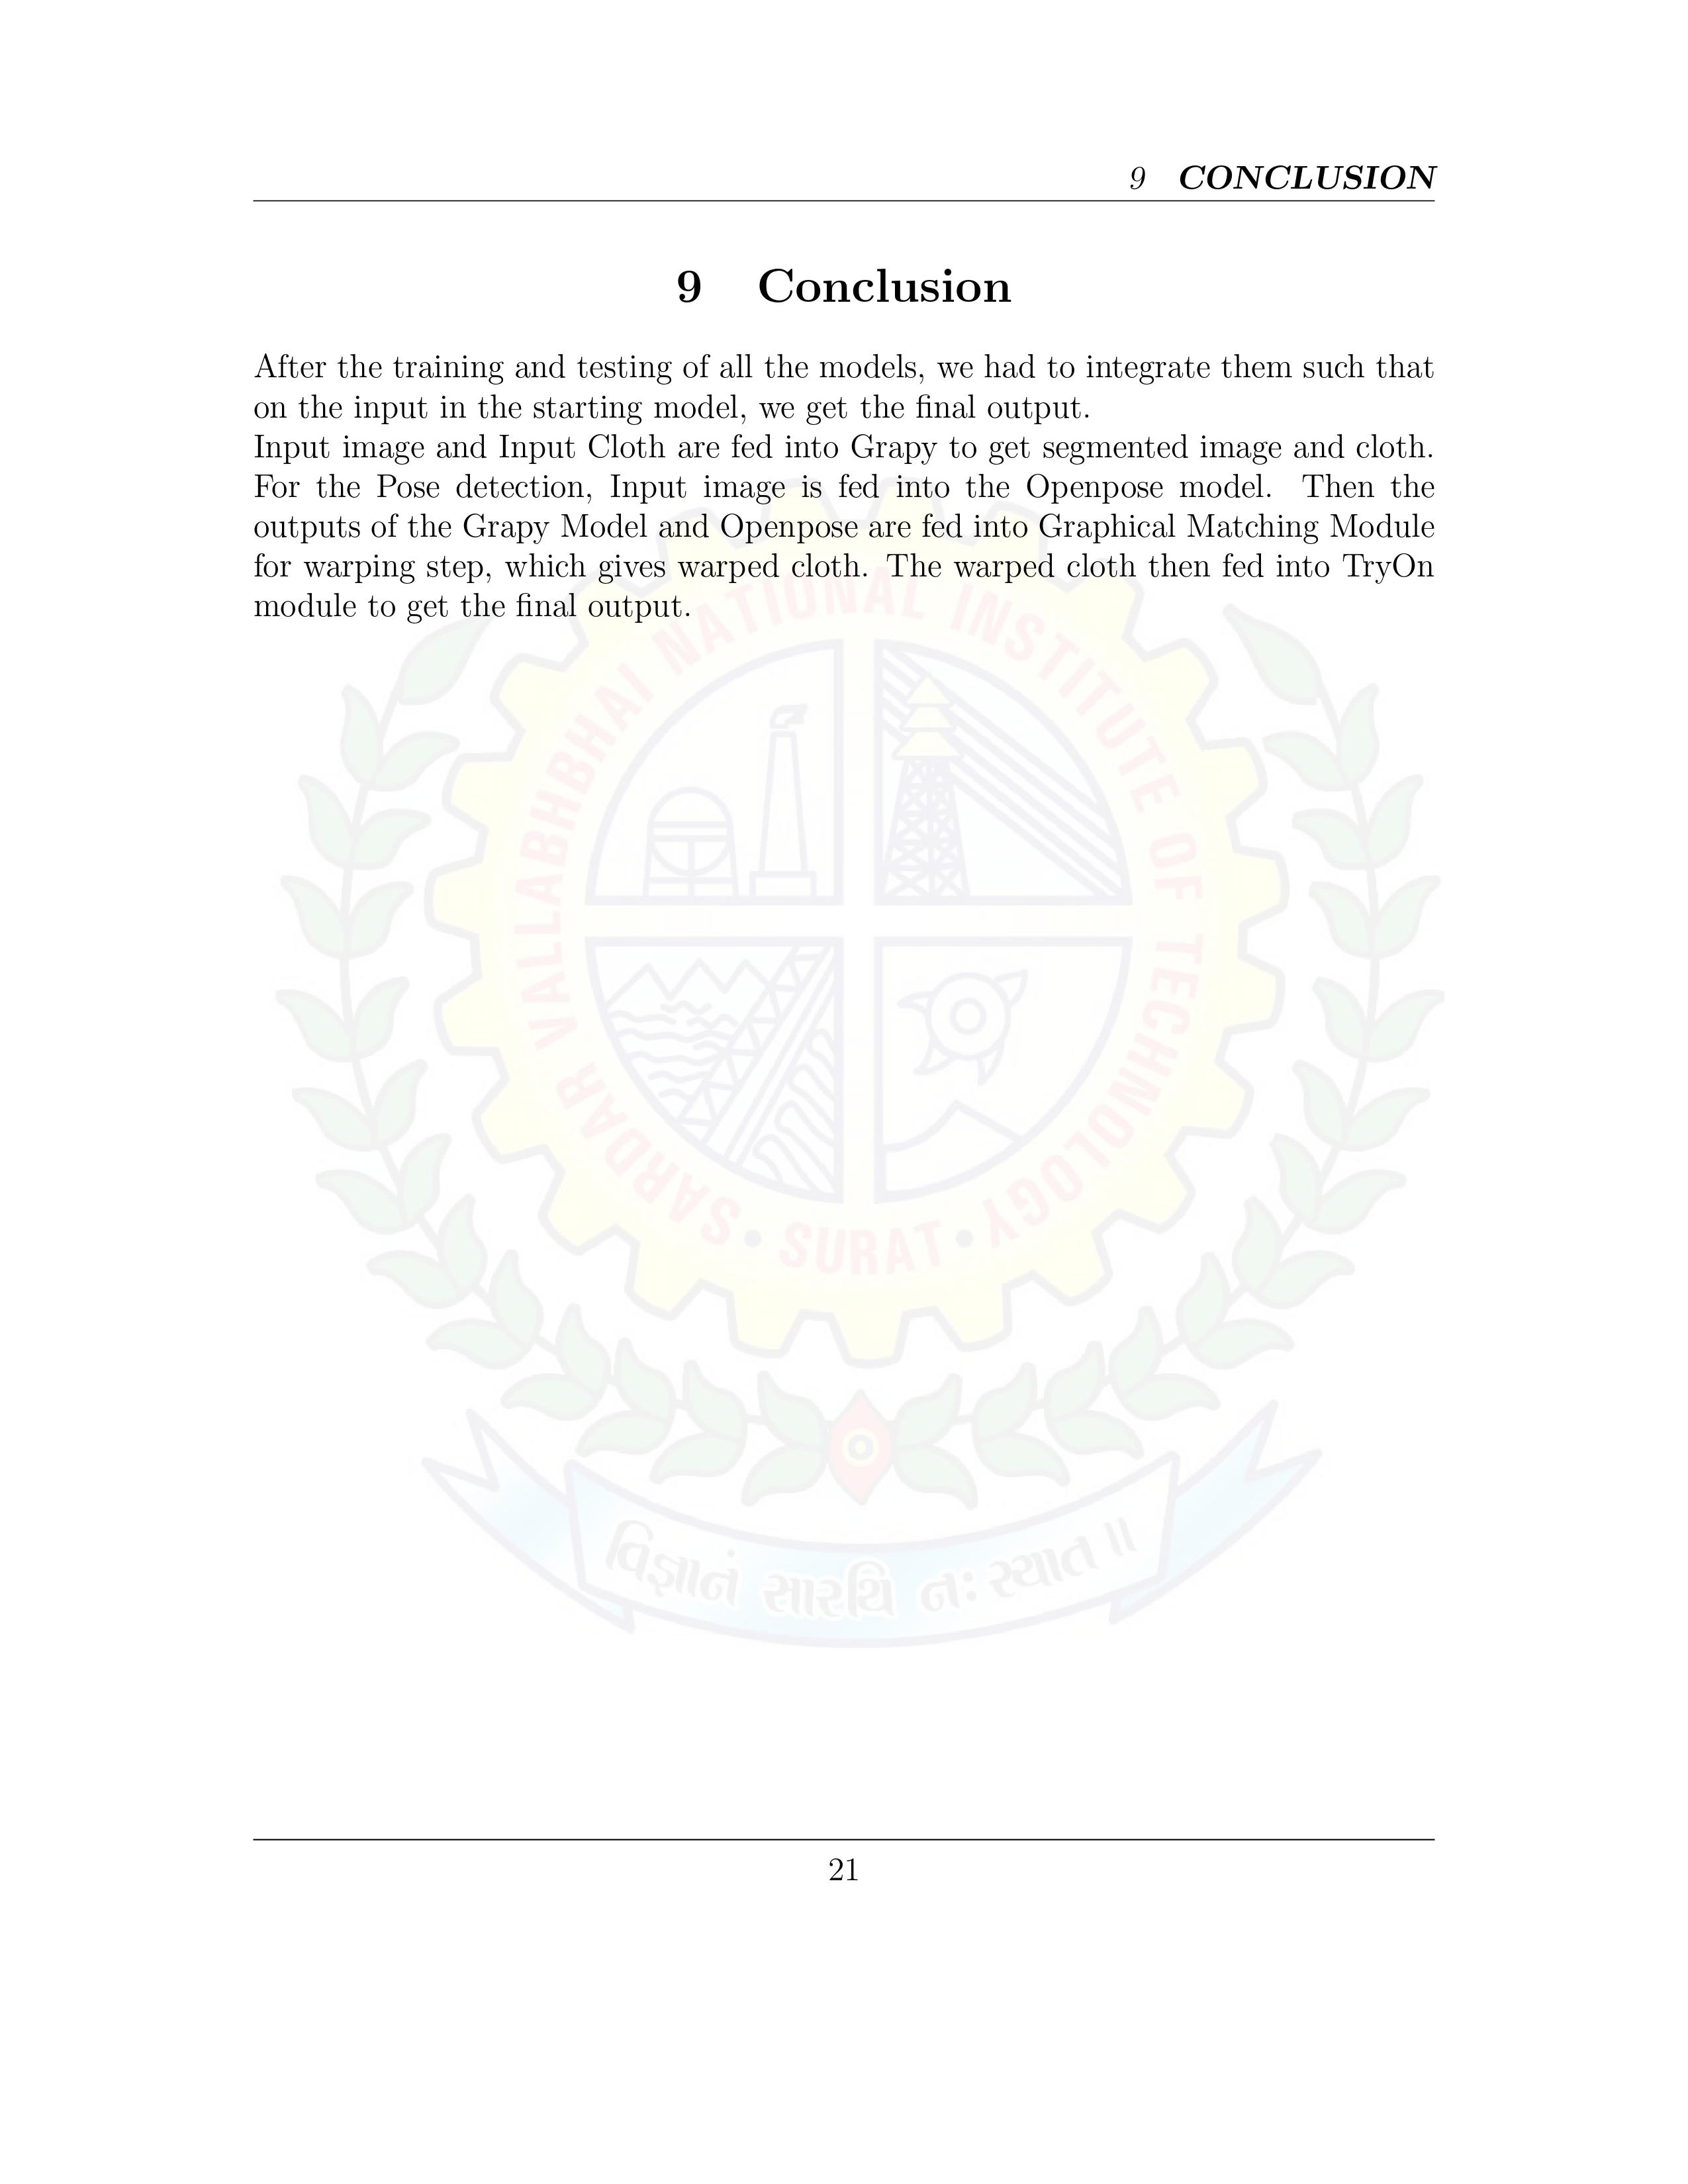 9 CONCLUSION
9 Conclusion
After the training and testing of all the models, we had to integrate them such that
on the input in the starting model, we get the final output.
Input image and Input Cloth are fed into Grapy to get segmented image and cloth.
For the Pose detection, Input image is fed into the Openpose model. Then the
outputs of the Grapy Model and Openpose are fed into Graphical Matching Module
for warping step, which gives warped cloth. The warped cloth then fed into TryOn
module to get the final output.
SARDAR VALLABHBHAI NATIONAL INSTITUTE OF TECHNOLOGY
• SURAT •
વિજ્ઞાનં સારથિ નઃ સ્યાત ॥
21